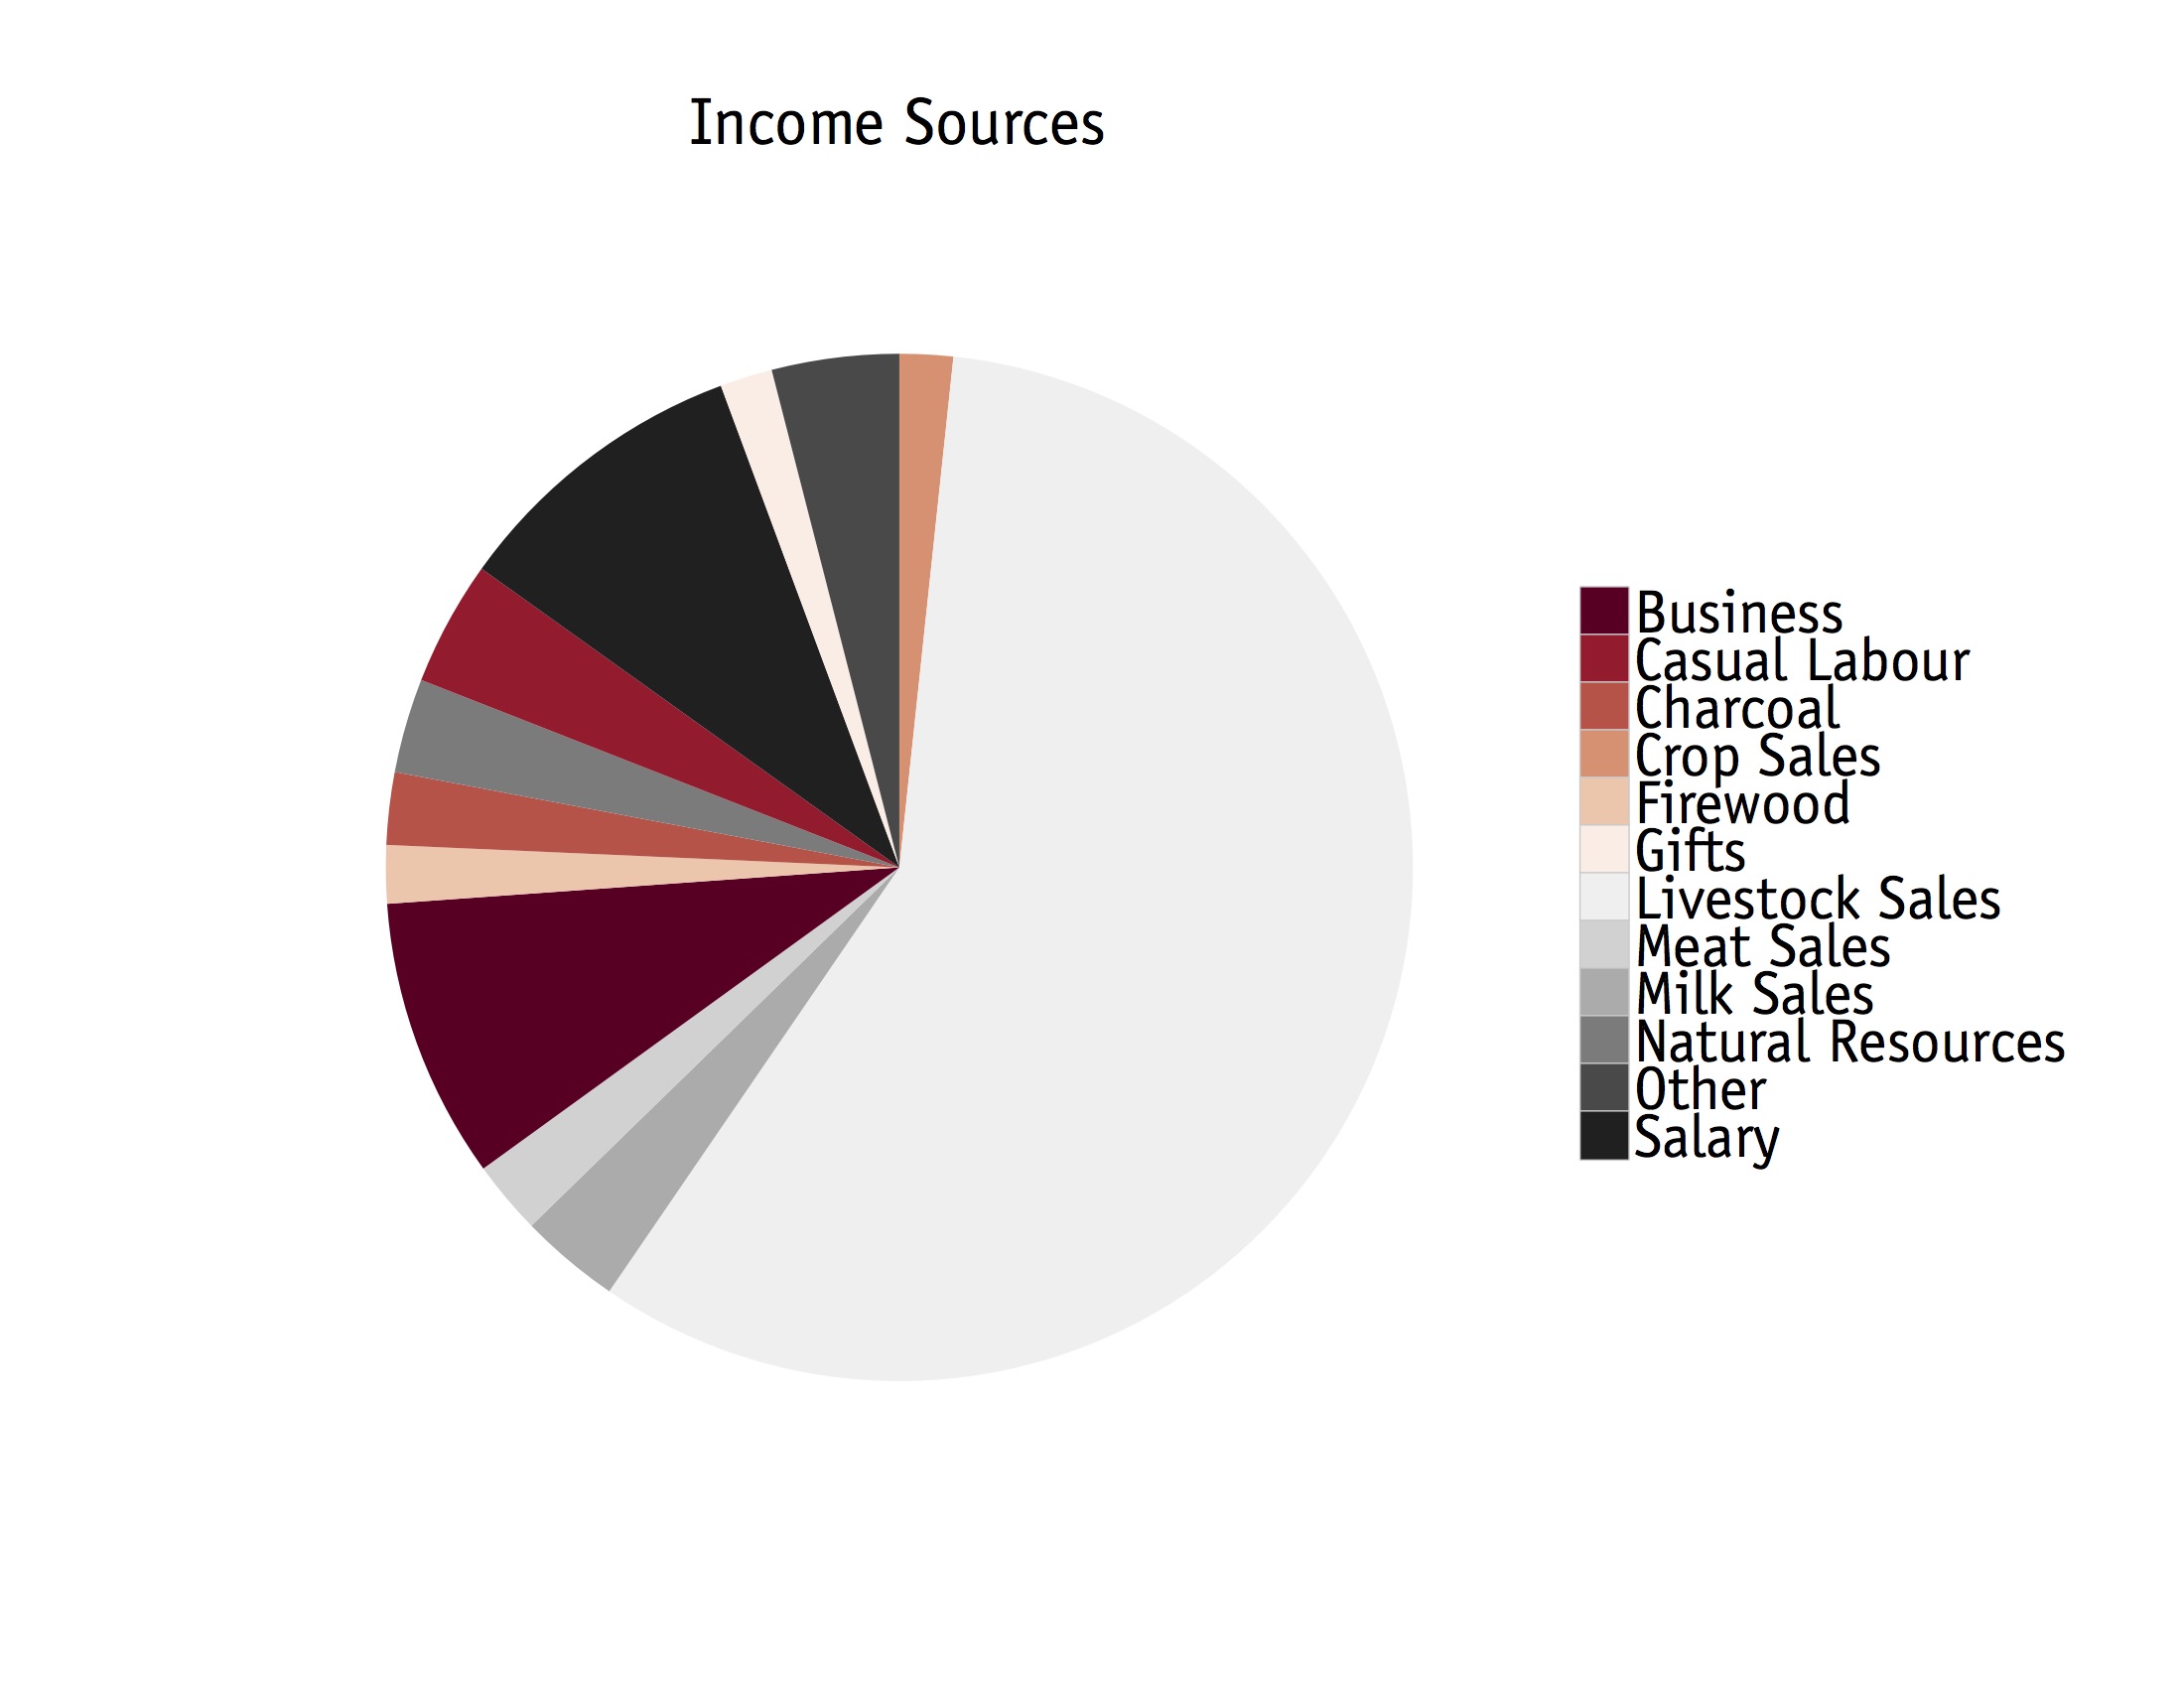 Income Sources
Business
Casual Labour
Charcoal
Crop Sales
Firewood
Gifts
Livestock Sales
Meat Sales
Milk Sales
Natural Resources
Other
Salary